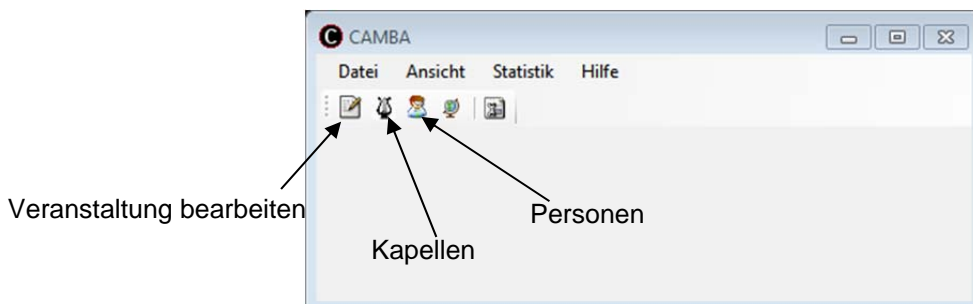 CAMBA
Datei Ansicht Statistik Hilfe
Veranstaltung bearbeiten
Personen
Kapellen